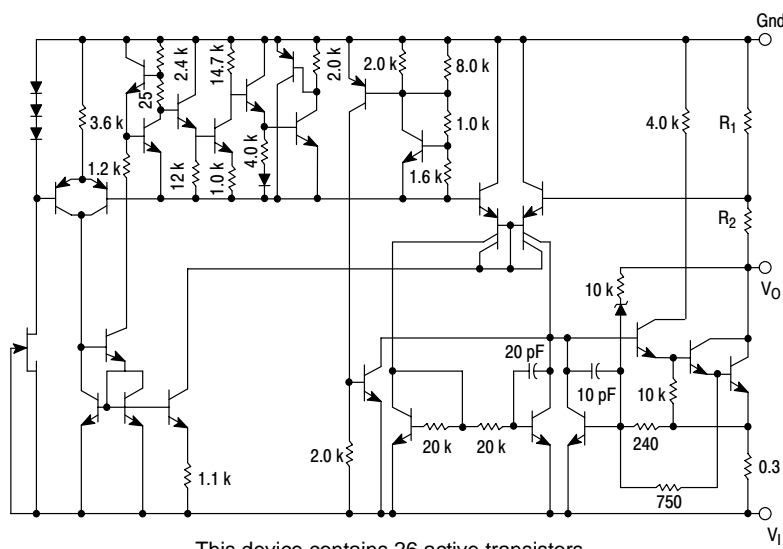 Gnd
2.4 k
14.7 k
2.0 k
2.0 k
8.0 k
25
3.6 k
4.0 k
1.0 k
4.0 k
R1
1.2 k
12 k
1.0 k
1.6 k
R2
10 k
VO
20 pF
10 pF
10 k
20 k
20 k
240
2.0 k
0.3
1.1 k
750
VI
This device contains 26 active transistors